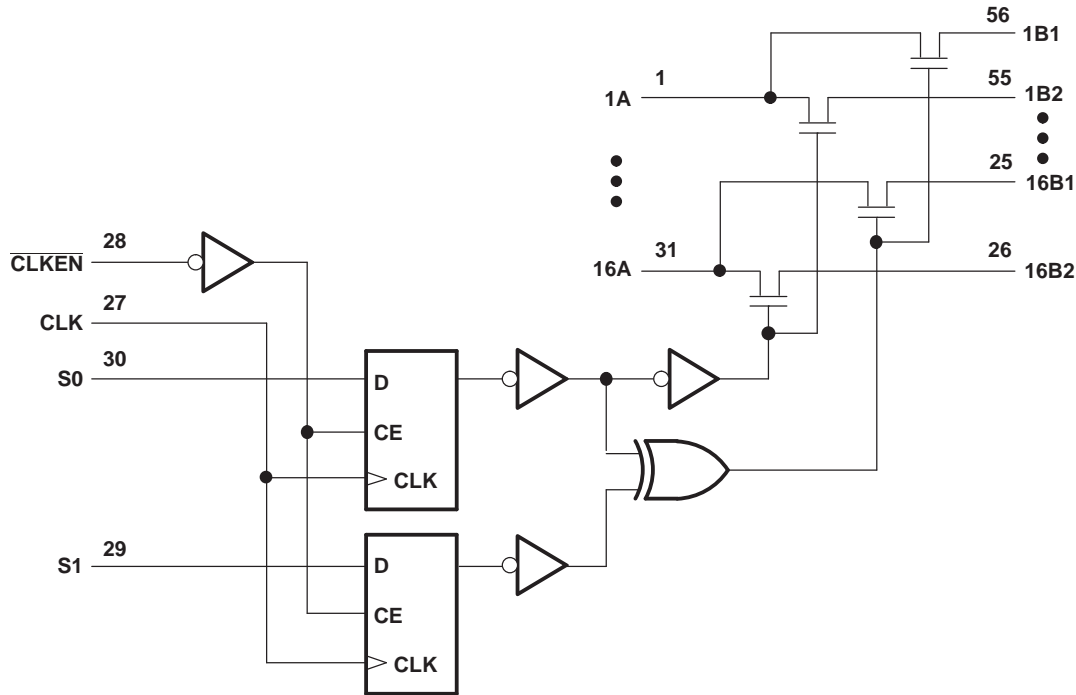 56
1B1
1
55
1A
1B2
25
16B1
28
CLKEN
31
26
16A
16B2
27
CLK
30
S0
D
CE
CLK
29
S1
D
CE
CLK